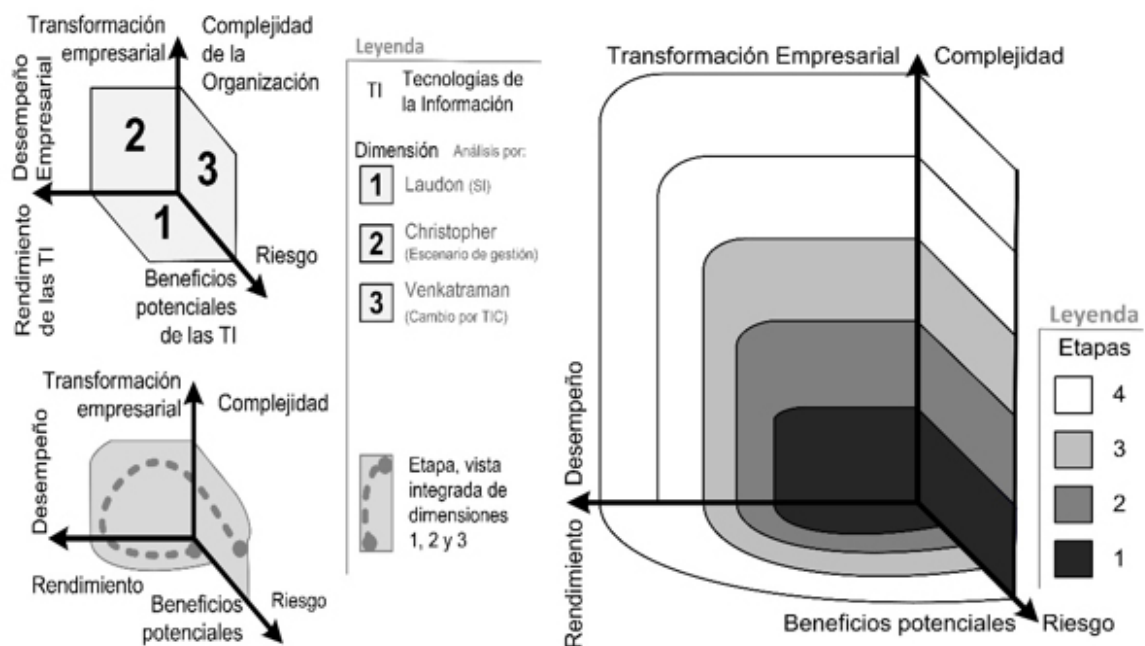 Transformación
empresarial
Complejidad
de la
Organización
Desempeño
Empresarial
2
3
1
Rendimiento
de las TI
Riesgo
Beneficios
potenciales
de las TI
Leyenda
TI
Tecnologías de
la Información
Dimensión
Análisis por:
1
Laudon (SI)
2
Christopher
(Escenario de gestión)
3
Venkatraman
(Cambio por TIC)
Transformación
empresarial
Complejidad
Desempeño
Rendimiento
Beneficios
potenciales
Riesgo
Etapa, vista
integrada de
dimensiones
1, 2 y 3
Transformación Empresarial
Complejidad
Desempeño
Rendimiento
Beneficios potenciales
Riesgo
Leyenda
Etapas
4
3
2
1